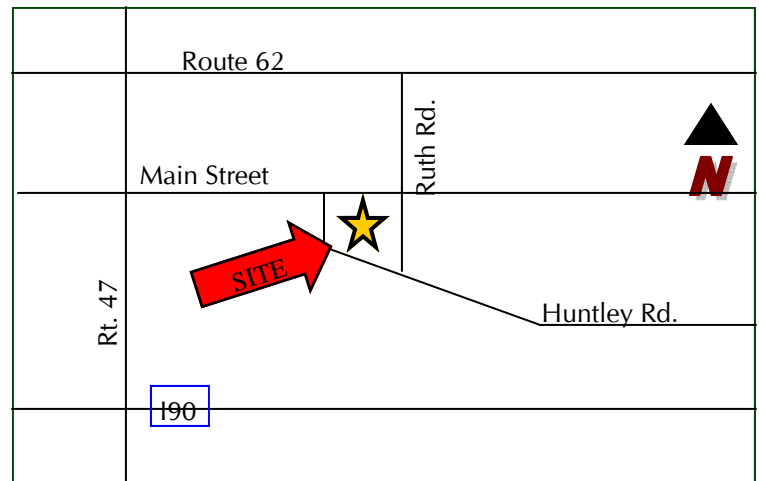 Route 62
Ruth Rd.
N
Main Street
SITE
Rt. 47
Huntley Rd.
I90